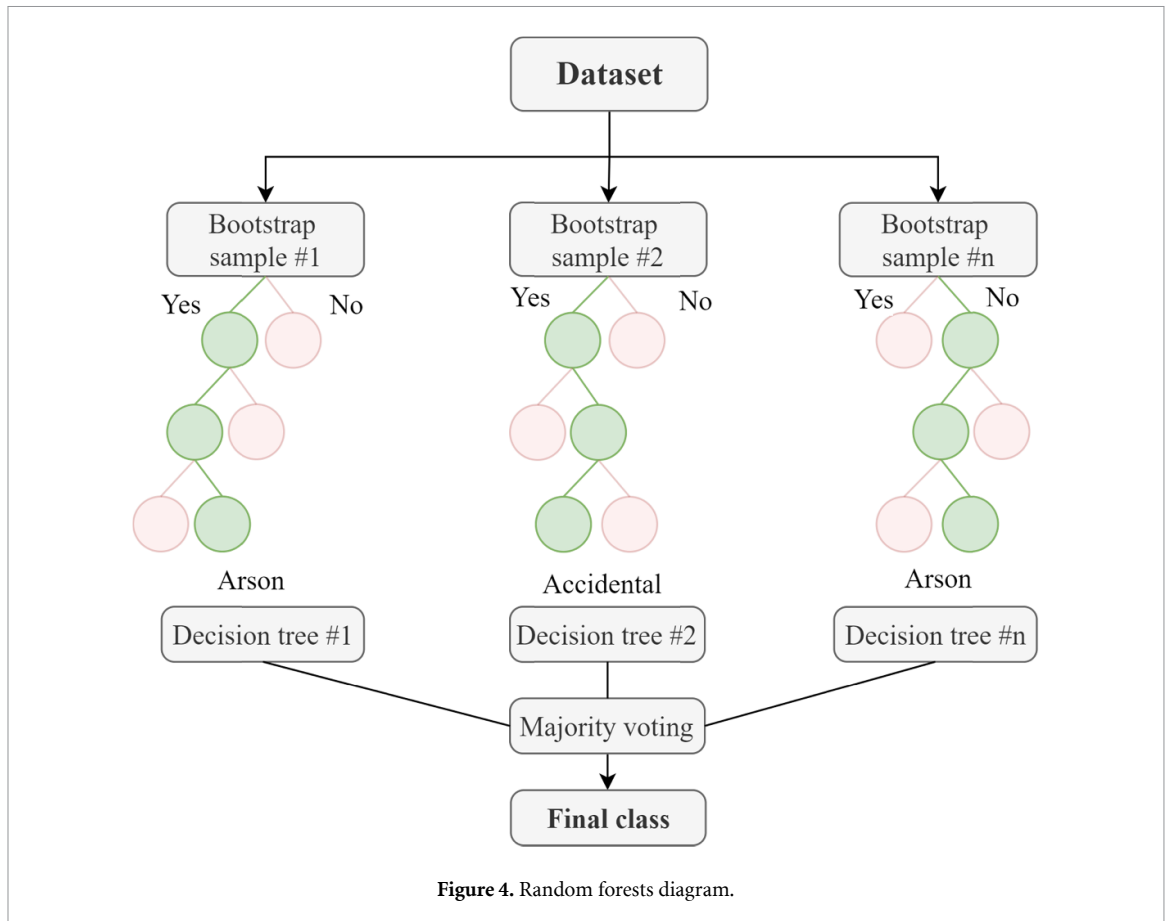 Dataset
Bootstrap
sample #1
Bootstrap
sample #2
Bootstrap
sample #n
Yes
No
Yes
No
Yes
No
Arson
Accidental
Arson
Decision tree #1
Decision tree #2
Decision tree #n
Majority voting
Final class
Figure 4. Random forests diagram.